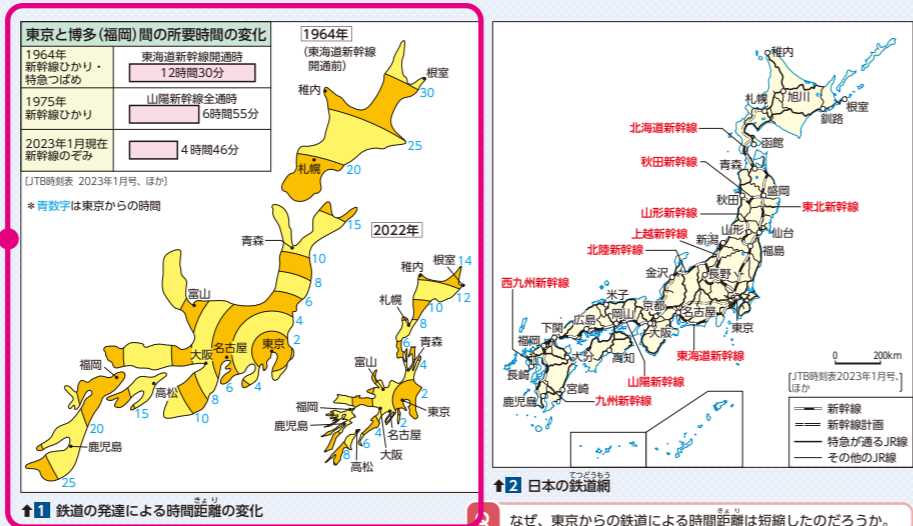 東京と博多(福岡)間の所要時間の変化
1964年
新幹線ひかり・
特急つばめ
東海道新幹線開通時
12時間30分
1975年
新幹線ひかり
山陽新幹線全通時
6時間55分
2023年1月現在
新幹線のぞみ
4時間46分
〔JTB時刻表 2023年1月号、ほか〕
*青数字は東京からの時間
1964年
(東海道新幹線
開通前)
稚内
根室
30
25
札幌
20
15
青森
10
8
6
4
2
富山
大阪
名古屋
東京
福岡
高松
15
10
8
6
4
20
鹿児島
25
2022年
稚内
根室
14
12
札幌
10
8
6
青森
4
富山
2
東京
福岡
名古屋
2
鹿児島
4
大阪
8
6
高松
↑1 鉄道の発達による時間距離の変化
きょり
稚内
旭川
札幌
根室
釧路
北海道新幹線
函館
青森
秋田新幹線
秋田
盛岡
東北新幹線
山形新幹線
山形
仙台
上越新幹線
新潟
福島
北陸新幹線
金沢
長野
西九州新幹線
米子
京都
広島
岡山
名古屋
東京
下関
福岡
大阪
大分
高知
東海道新幹線
長崎
山陽新幹線
宮崎
鹿児島
九州新幹線
0 200km
〔JTB時刻表2023年1月号、
ほか〕
新幹線
新幹線計画
特急が通るJR線
その他のJR線
↑2 日本の鉄道網
てつどうもう
Q なぜ、東京からの鉄道による時間距離は短縮したのだろうか。
きょり